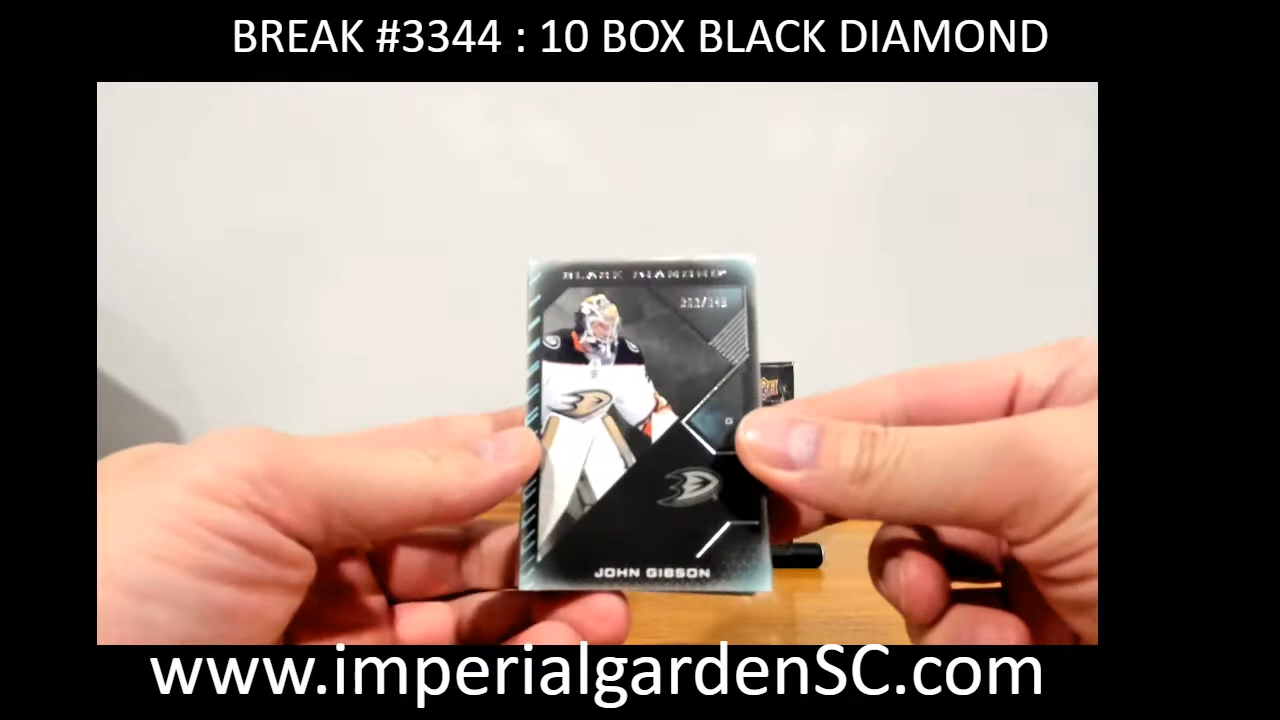 BREAK #3344 : 10 BOX BLACK DIAMOND
BLACK DIAMOND
G
JOHN GIBSON
www.imperialgardenSC.com